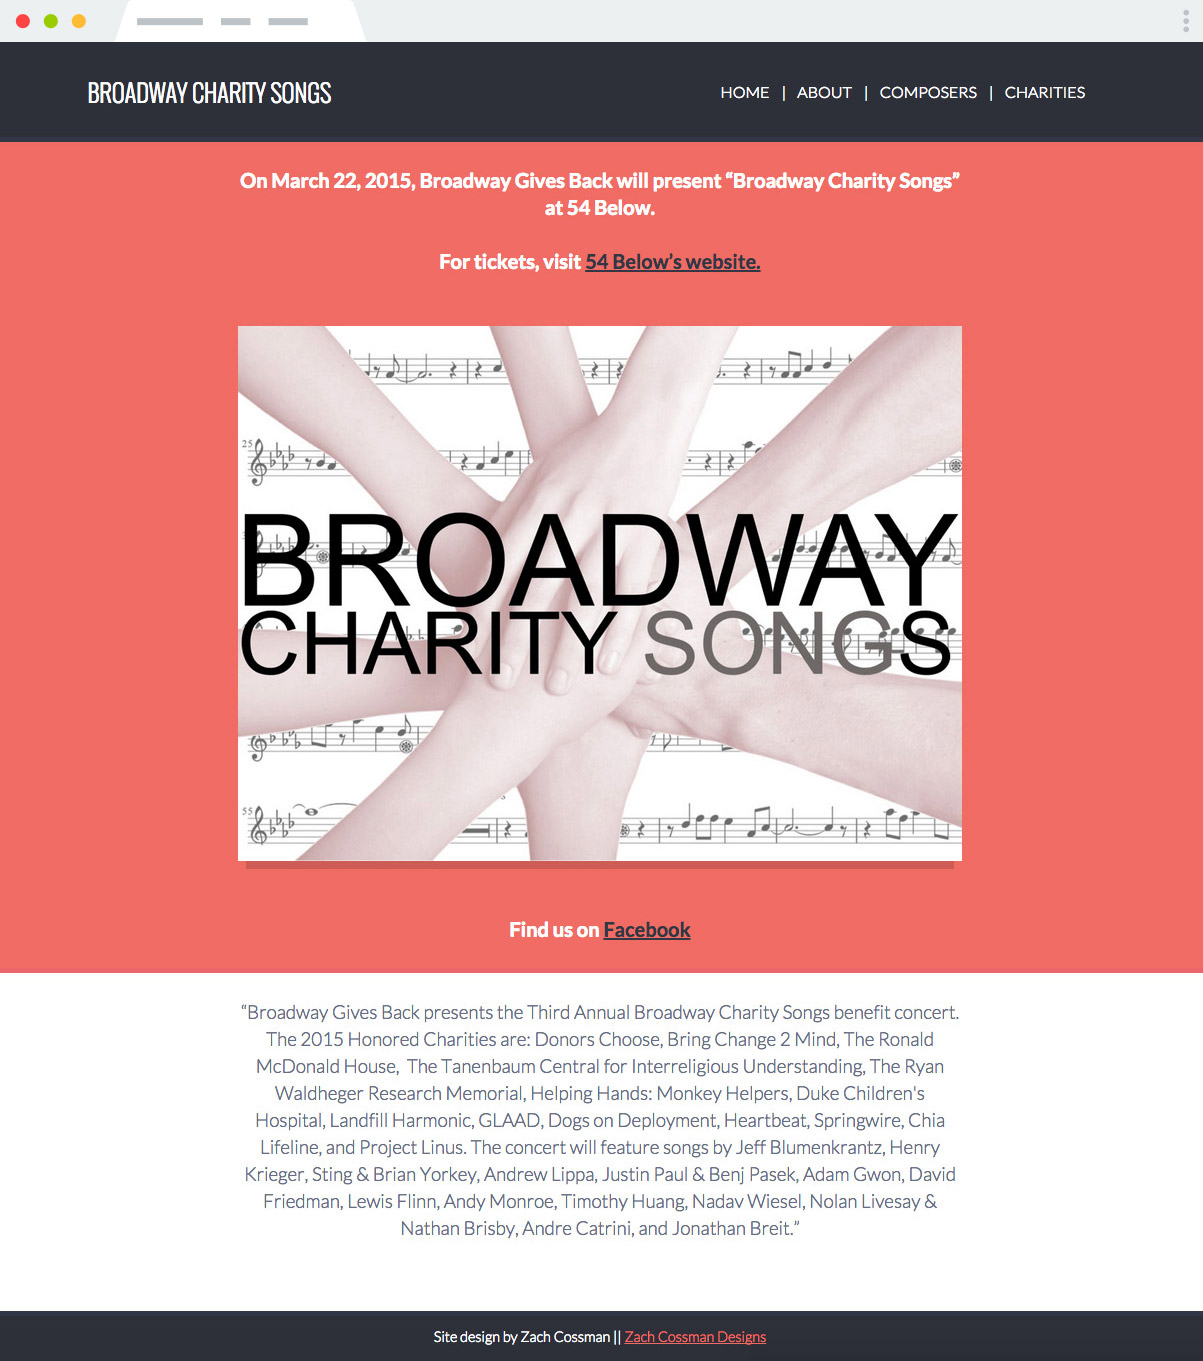 BROADWAY CHARITY SONGS
HOME | ABOUT | COMPOSERS | CHARITIES
On March 22, 2015, Broadway Gives Back will present “Broadway Charity Songs”
at 54 Below.
For tickets, visit 54 Below’s website.
25
BROADWAY
CHARITY SONGS
55
Find us on Facebook
“Broadway Gives Back presents the Third Annual Broadway Charity Songs benefit concert.
The 2015 Honored Charities are: Donors Choose, Bring Change 2 Mind, The Ronald
McDonald House,  The Tanenbaum Central for Interreligious Understanding, The Ryan
Waldheger Research Memorial, Helping Hands: Monkey Helpers, Duke Children's
Hospital, Landfill Harmonic, GLAAD, Dogs on Deployment, Heartbeat, Springwire, Chia
Lifeline, and Project Linus. The concert will feature songs by Jeff Blumenkrantz, Henry
Krieger, Sting & Brian Yorkey, Andrew Lippa, Justin Paul & Benj Pasek, Adam Gwon, David
Friedman, Lewis Flinn, Andy Monroe, Timothy Huang, Nadav Wiesel, Nolan Livesay &
Nathan Brisby, Andre Catrini, and Jonathan Breit.”
Site design by Zach Cossman || Zach Cossman Designs